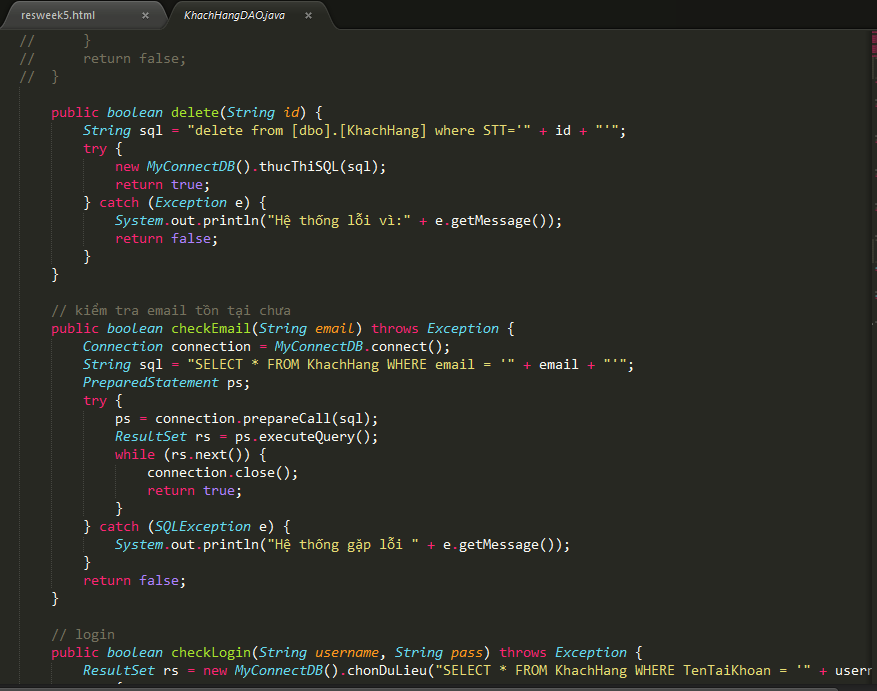 resweek5.html × KhachHangDAO.java ×
//      }
//      return false;
//  }
    public boolean delete(String id) {
        String sql = "delete from [dbo].[KhachHang] where STT='" + id + "'";
        try {
            new MyConnectDB().thucThiSQL(sql);
            return true;
        } catch (Exception e) {
            System.out.println("Hệ thống lỗi vì:" + e.getMessage());
            return false;
        }
    }
    // kiểm tra email tồn tại chưa
    public boolean checkEmail(String email) throws Exception {
        Connection connection = MyConnectDB.connect();
        String sql = "SELECT * FROM KhachHang WHERE email = '" + email + "'";
        PreparedStatement ps;
        try {
            ps = connection.prepareCall(sql);
            ResultSet rs = ps.executeQuery();
            while (rs.next()) {
                connection.close();
                return true;
            }
        } catch (SQLException e) {
            System.out.println("Hệ thống gặp lỗi " + e.getMessage());
        }
        return false;
    }
    // login
    public boolean checkLogin(String username, String pass) throws Exception {
        ResultSet rs = new MyConnectDB().chonDuLieu("SELECT * FROM KhachHang WHERE TenTaiKhoan = '" + usern